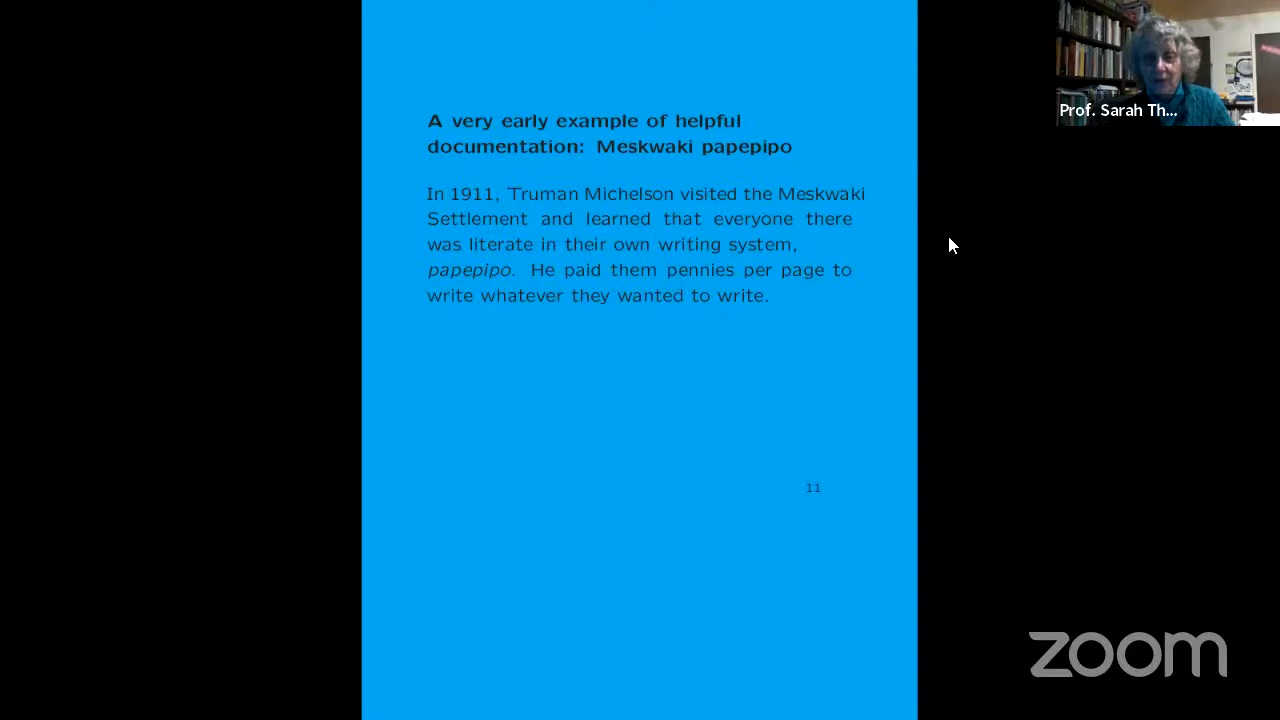 A very early example of helpful
documentation: Meskwaki papepipo
In 1911, Truman Michelson visited the Meskwaki
Settlement and learned that everyone there
was literate in their own writing system,
papepipo. He paid them pennies per page to
write whatever they wanted to write.
11
Prof. Sarah Th...
zoom